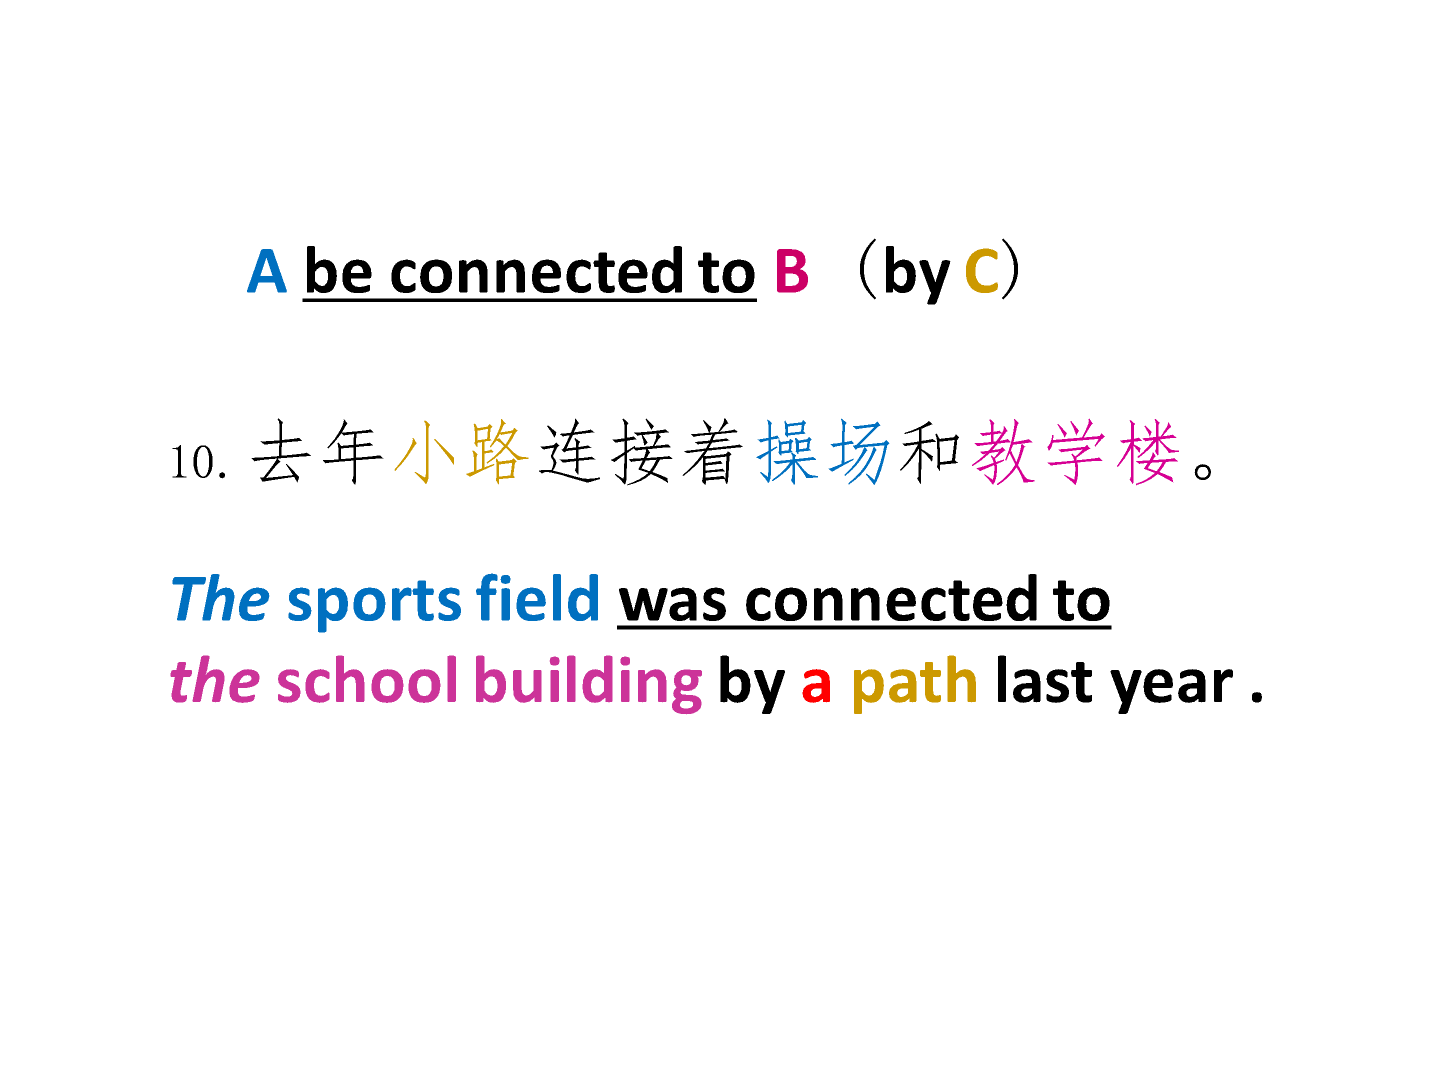 A be connected to B（by C）
10. 去年小路连接着操场和教学楼。
The sports field was connected to
the school building by a path last year .